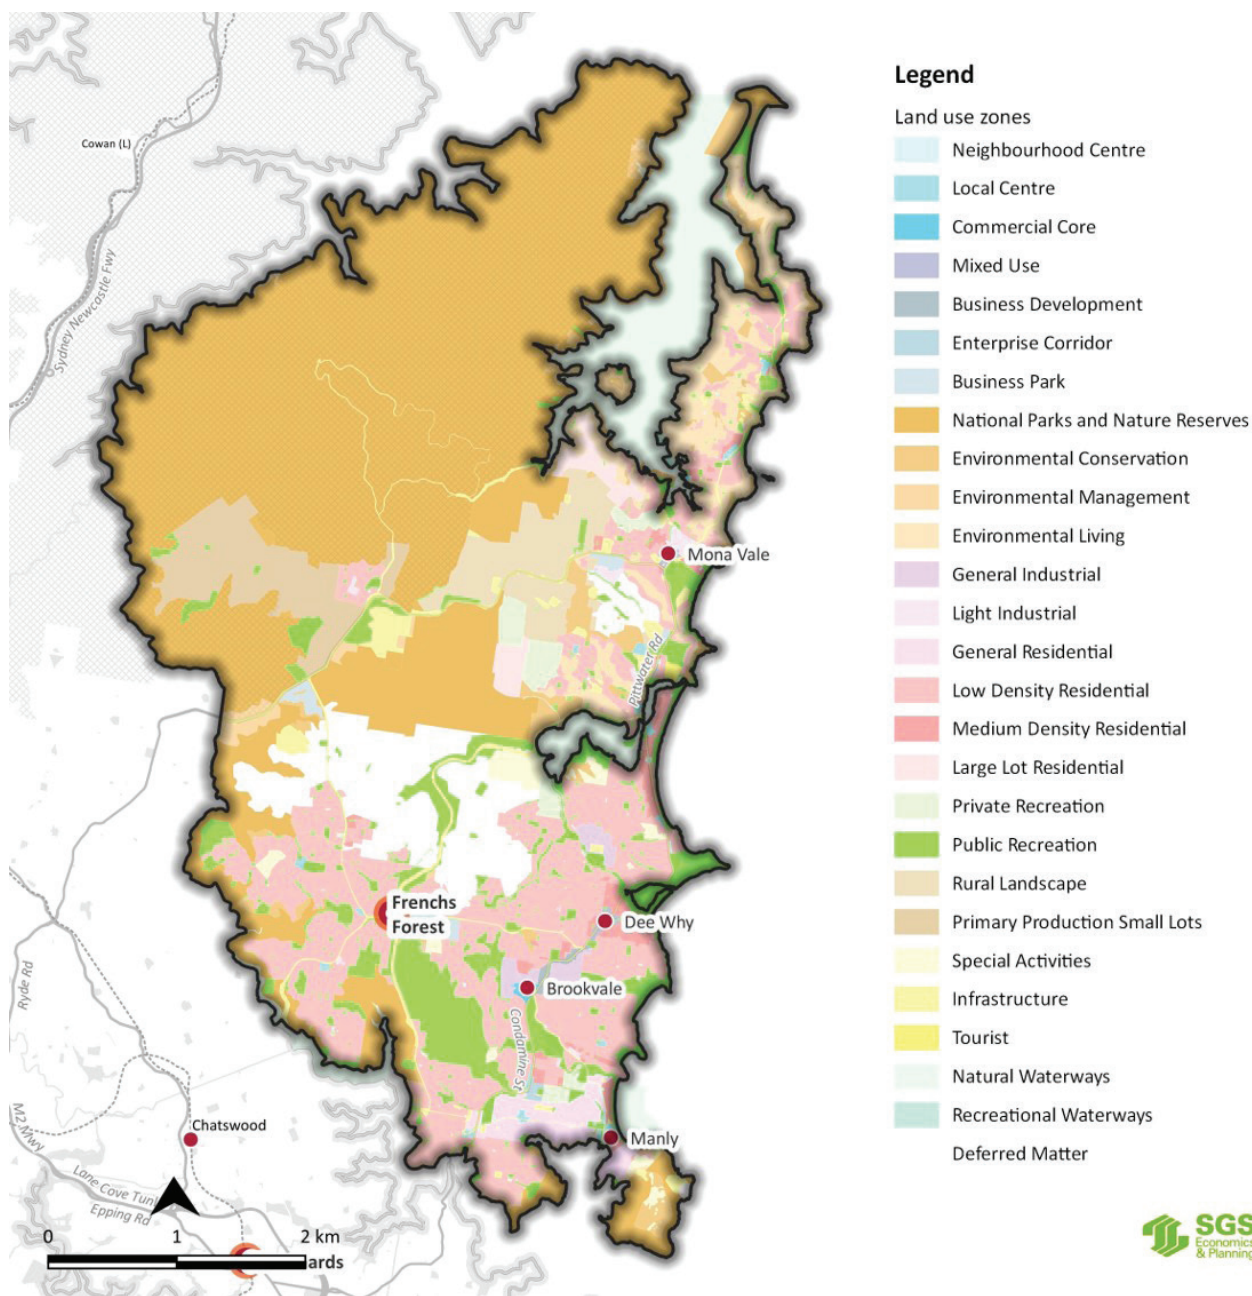 Legend
Land use zones
Neighbourhood Centre
Local Centre
Commercial Core
Mixed Use
Business Development
Enterprise Corridor
Business Park
National Parks and Nature Reserves
Environmental Conservation
Environmental Management
Environmental Living
General Industrial
Light Industrial
General Residential
Low Density Residential
Medium Density Residential
Large Lot Residential
Private Recreation
Public Recreation
Rural Landscape
Primary Production Small Lots
Special Activities
Infrastructure
Tourist
Natural Waterways
Recreational Waterways
Deferred Matter
Cowan (L)
Sydney Newcastle Fwy
Mona Vale
Pittwater Rd
Frenchs
Forest
Dee Why
Brookvale
Condamine St
Ryde Rd
Chatswood
Manly
M2 Mwy
Lane Cove Tun
Epping Rd
0 1 2 km
ards
SGS
Economics
& Planning